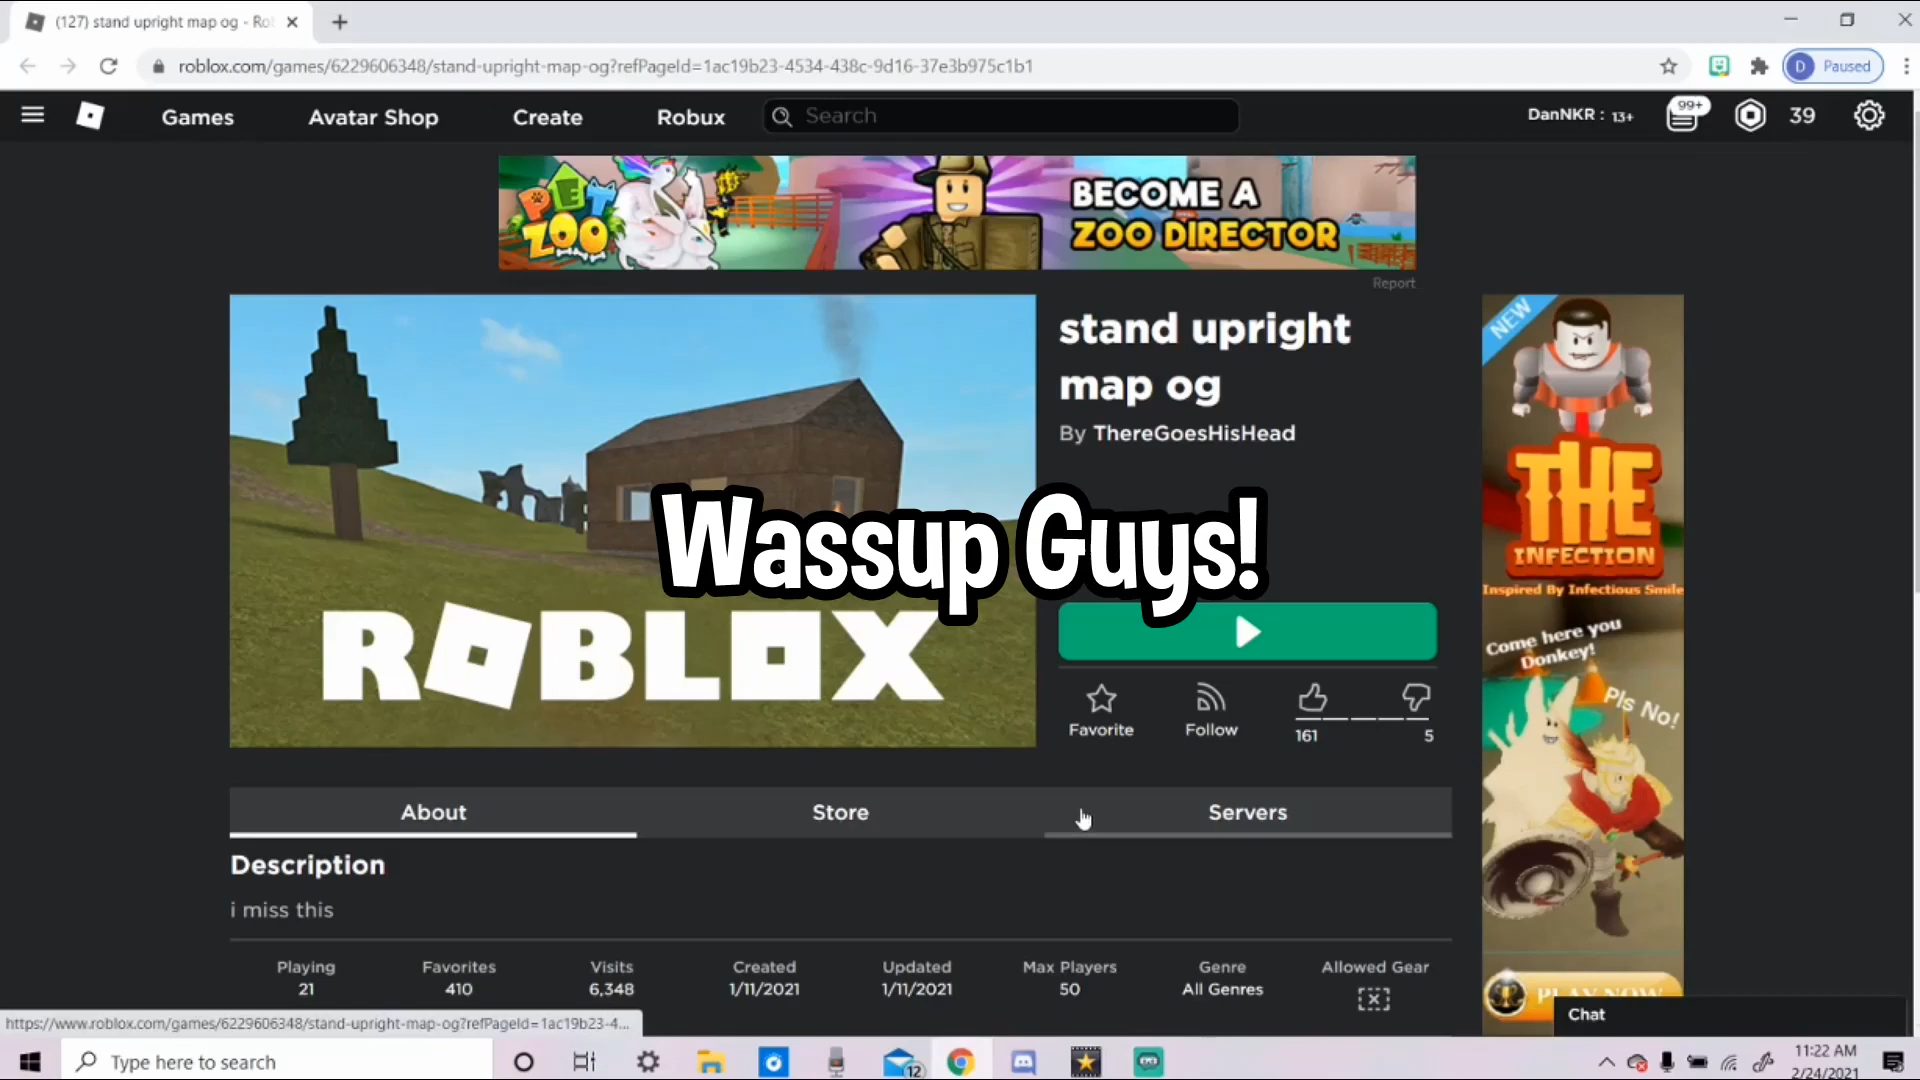 (127) stand upright map og - Ro
roblox.com/games/6229606348/stand-upright-map-og?refPageId=1ac19b23-4534-438c-9d16-37e3b975c1b1
D Paused
Games Avatar Shop Create Robux Search DanNKR : 13+ 99+ 39
PET ZOO
BECOME A
ZOO DIRECTOR
Report
stand upright
map og
By ThereGoesHisHead
ROBLOX
Wassup Guys!
Favorite Follow 161 5
NEW
THE
INFECTION
Inspired By Infectious Smile
Come here you
Donkey!
Pls No!
PLAY NOW
About Store Servers
Description
i miss this
Playing Favorites Visits Created Updated Max Players Genre Allowed Gear
21 410 6,348 1/11/2021 1/11/2021 50 All Genres
Chat
https://www.roblox.com/games/6229606348/stand-upright-map-og?refPageId=1ac19b23-4...
Type here to search
12
11:22 AM
2/24/2021